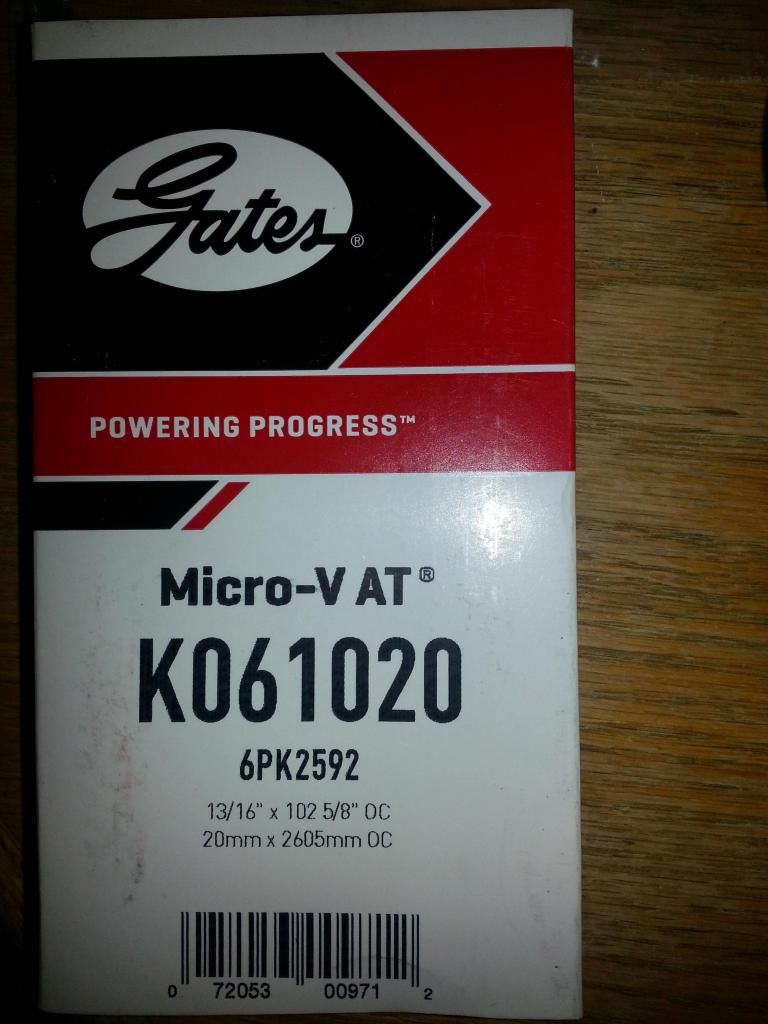 Gates®
POWERING PROGRESS™
Micro-V AT®
K061020
6PK2592
13/16" x 102 5/8" OC
20mm x 2605mm OC
0 72053 00971 2